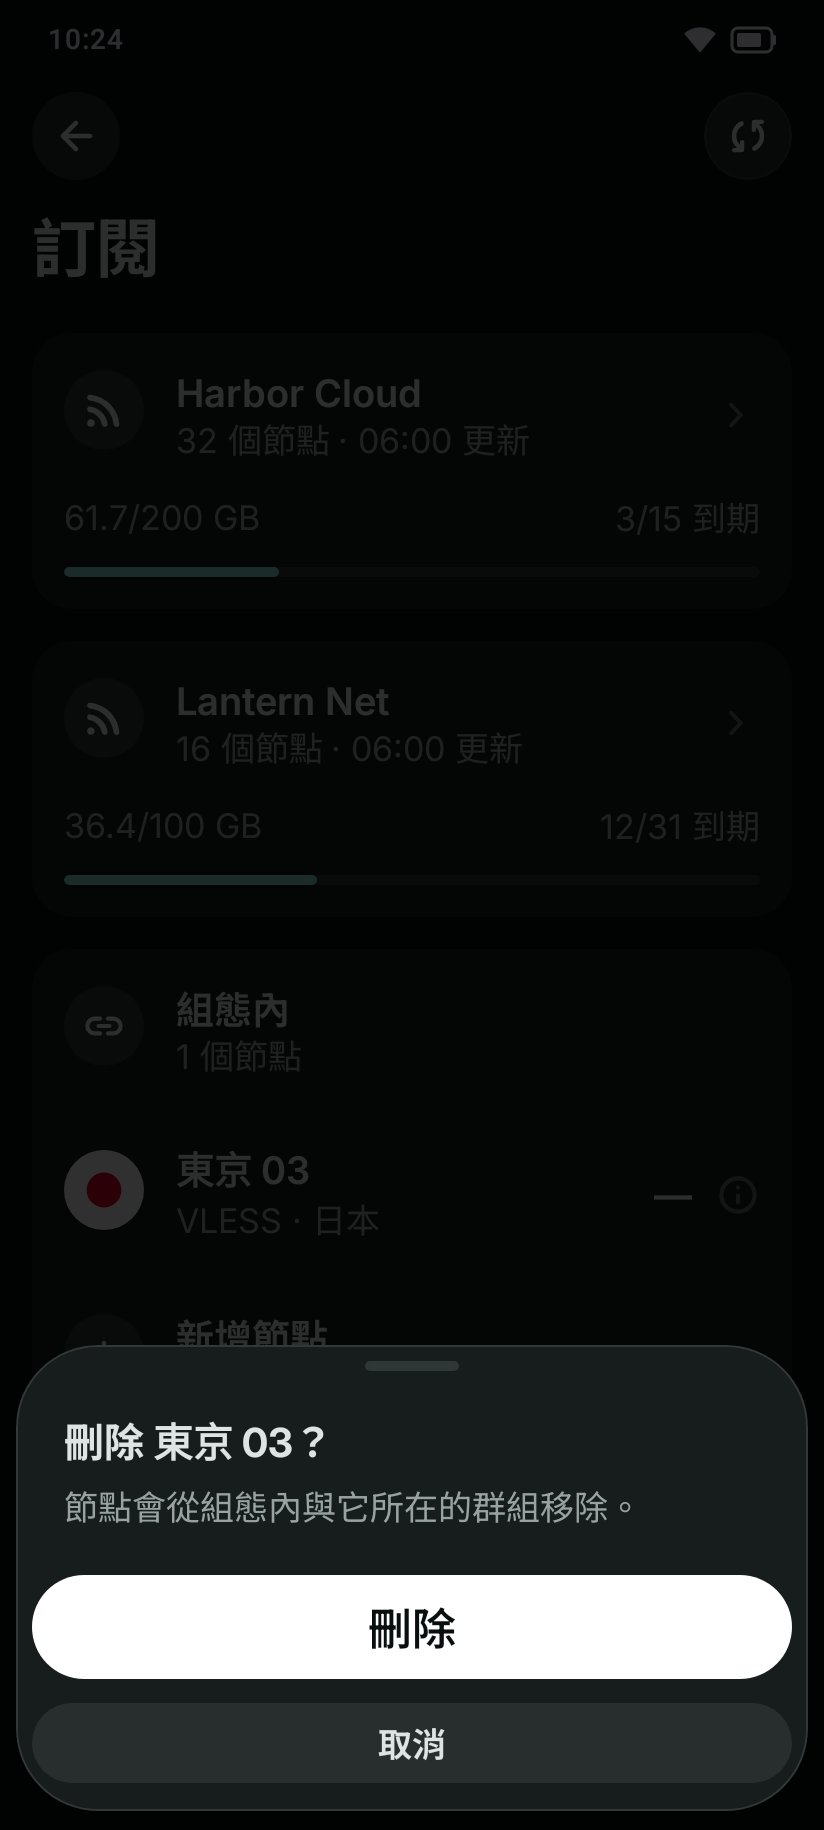 10:24
訂閱
Harbor Cloud
32 個節點 · 06:00 更新
61.7/200 GB
3/15 到期
Lantern Net
16 個節點 · 06:00 更新
36.4/100 GB
12/31 到期
組態內
1 個節點
東京 03
VLESS · 日本
新增節點
刪除 東京 03？
節點會從組態內與它所在的群組移除。
刪除
取消